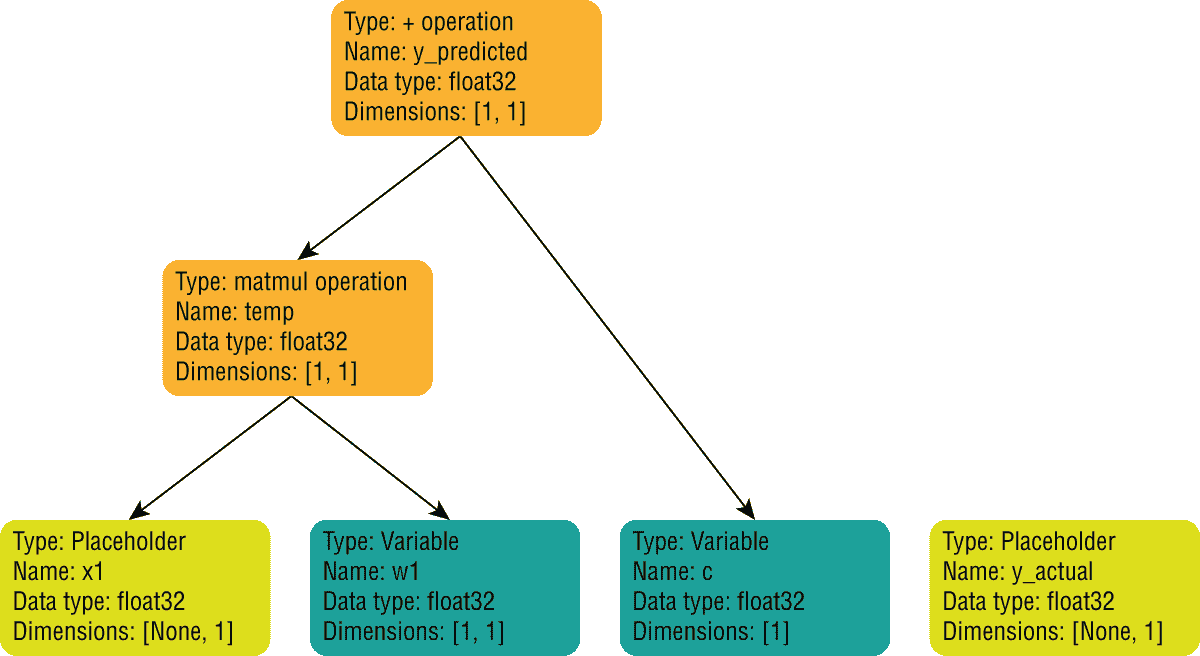 Type: + operation
Name: y_predicted
Data type: float32
Dimensions: [1, 1]
Type: matmul operation
Name: temp
Data type: float32
Dimensions: [1, 1]
Type: Placeholder
Name: x1
Data type: float32
Dimensions: [None, 1]
Type: Variable
Name: w1
Data type: float32
Dimensions: [1, 1]
Type: Variable
Name: c
Data type: float32
Dimensions: [1]
Type: Placeholder
Name: y_actual
Data type: float32
Dimensions: [None, 1]